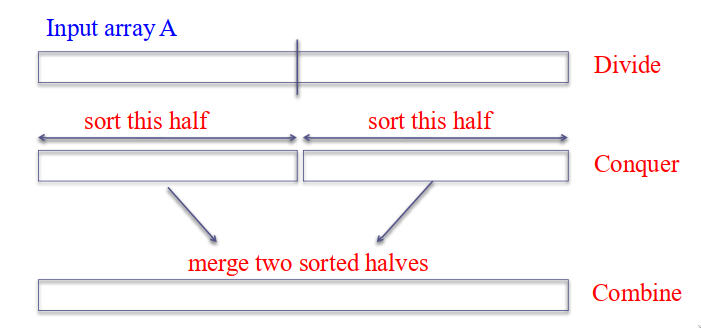 Input array A
Divide
sort this half
sort this half
Conquer
merge two sorted halves
Combine